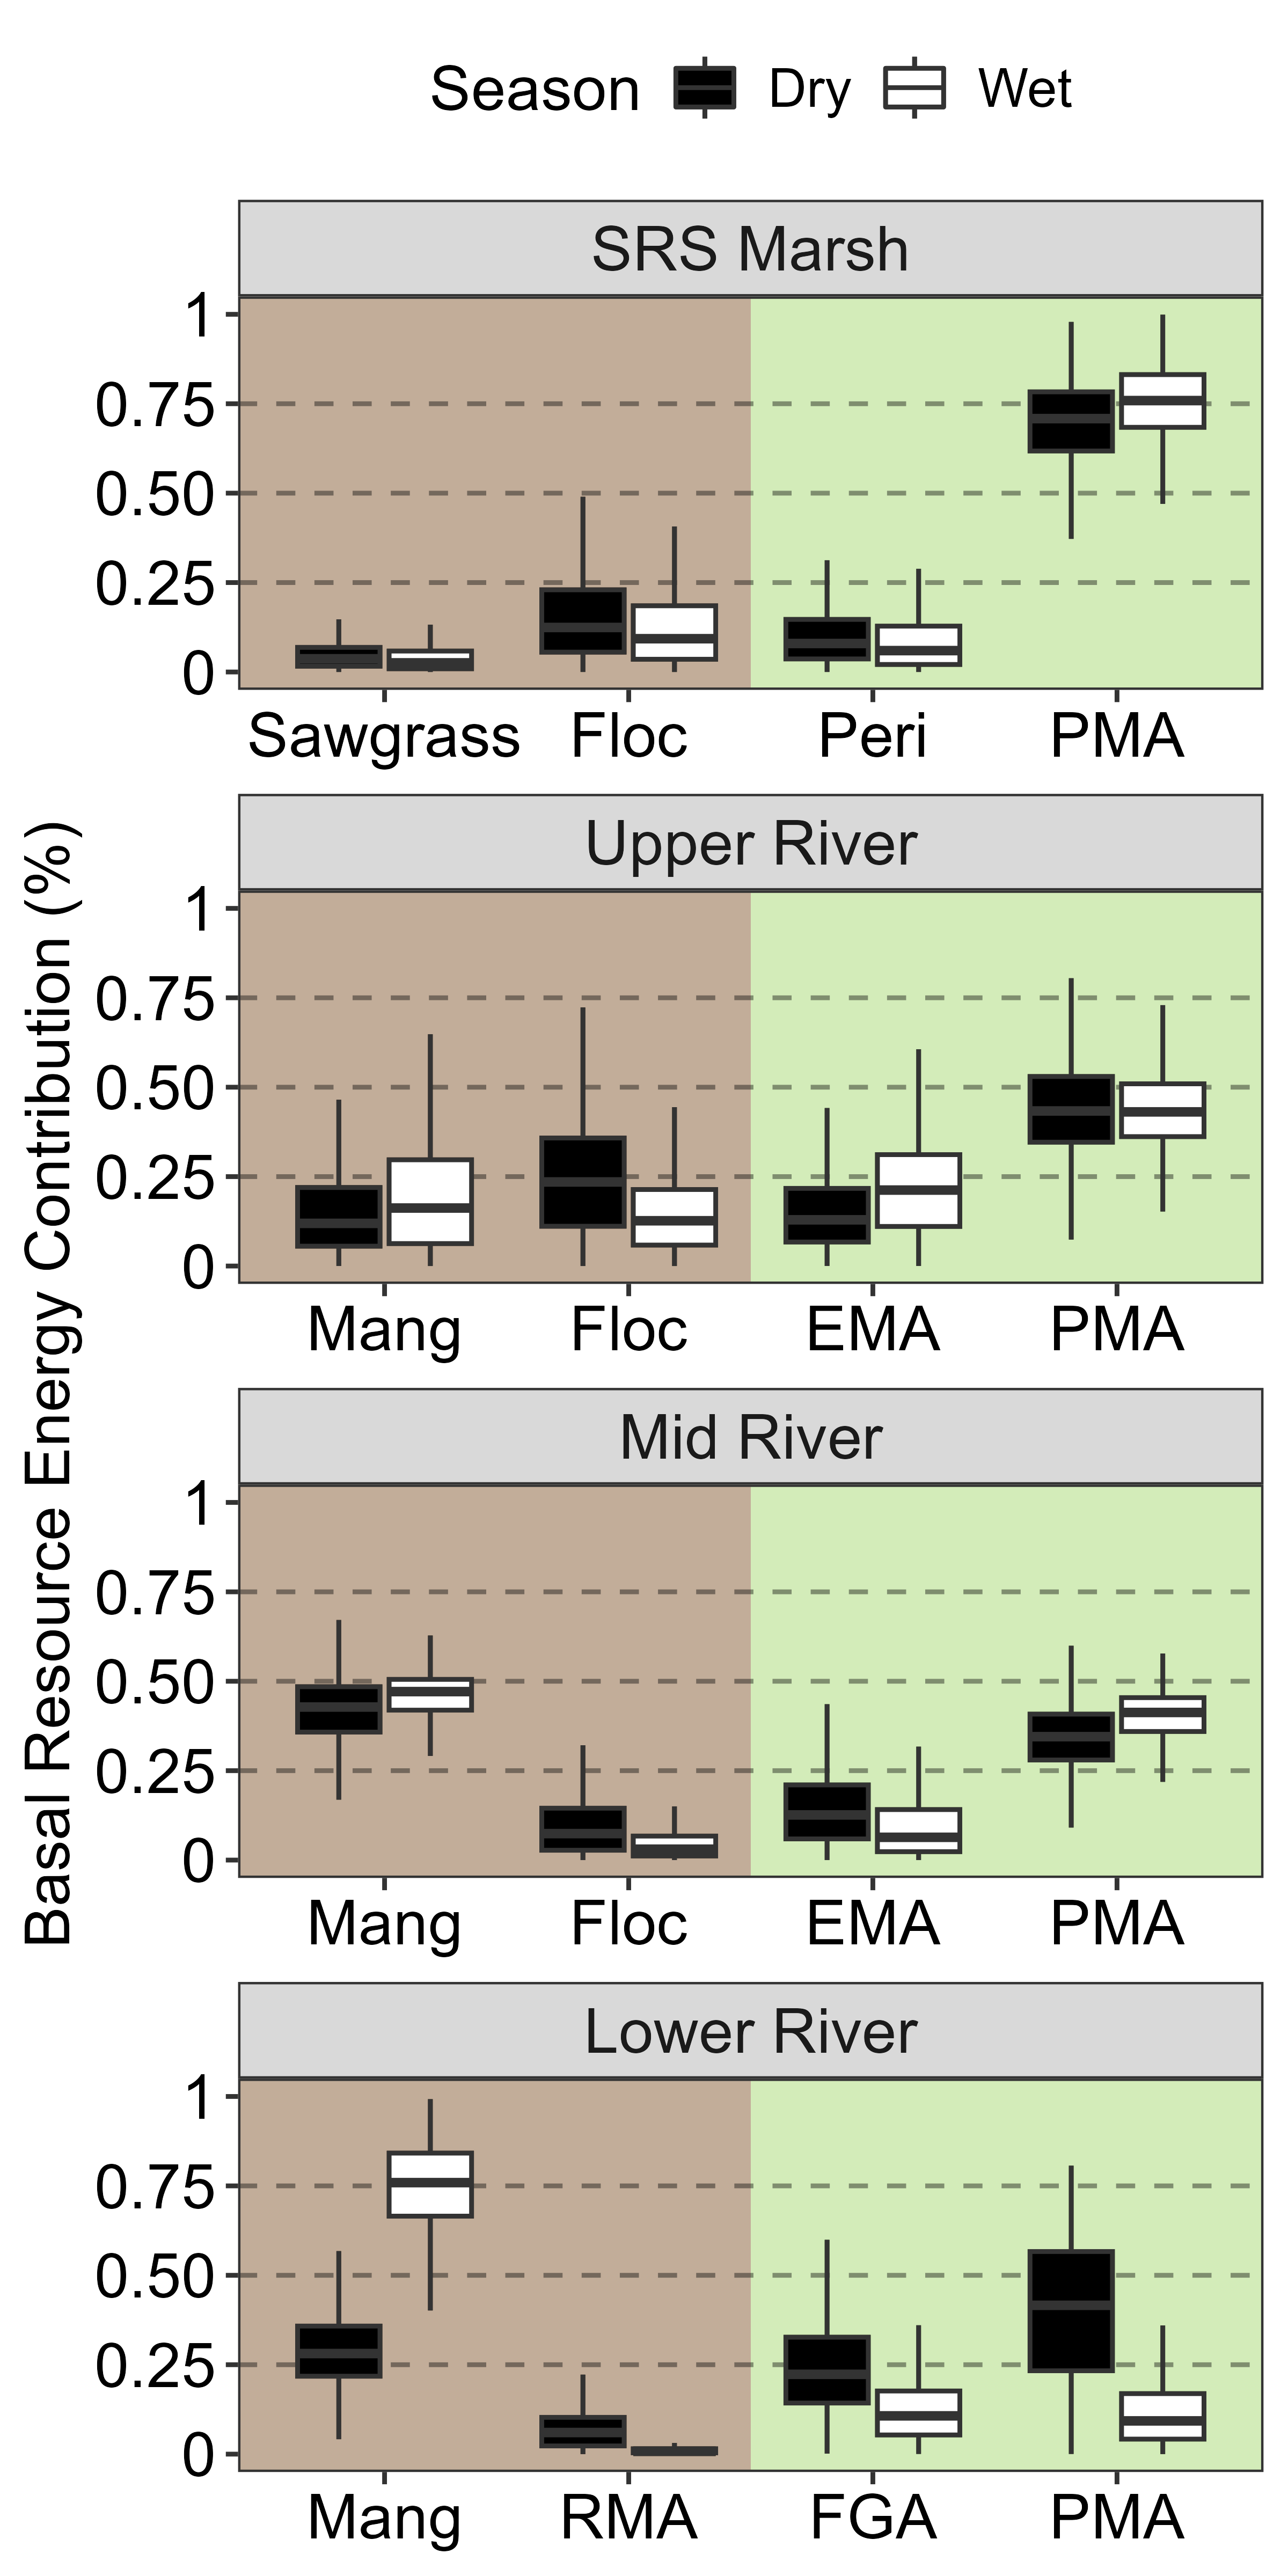 Season Dry Wet
SRS Marsh
1
0.75
0.50
0.25
0
Sawgrass Floc Peri PMA
Upper River
1
0.75
0.50
0.25
0
Mang Floc EMA PMA
Mid River
1
0.75
0.50
0.25
0
Mang Floc EMA PMA
Lower River
1
0.75
0.50
0.25
0
Mang RMA FGA PMA
Basal Resource Energy Contribution (%)